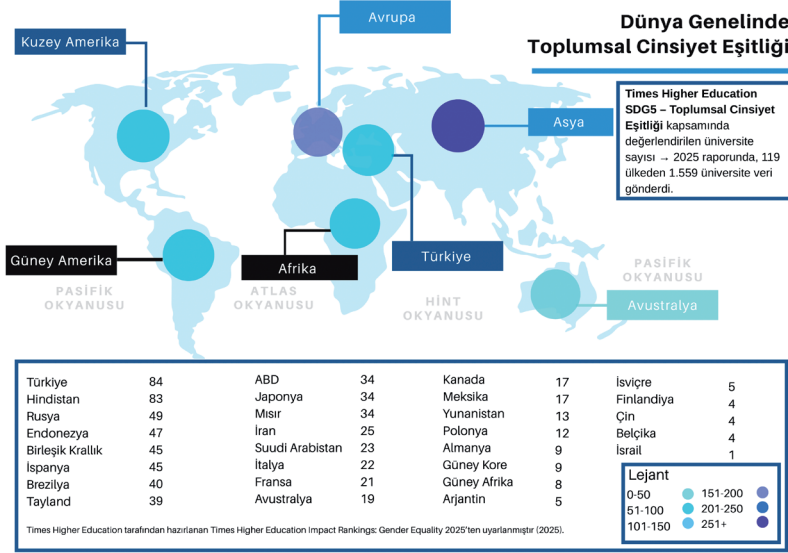 Dünya Genelinde
Toplumsal Cinsiyet Eşitliği
Kuzey Amerika
Avrupa
Asya
Times Higher Education
SDG5 – Toplumsal Cinsiyet
Eşitliği kapsamında
değerlendirilen üniversite
sayısı → 2025 raporunda, 119
ülkeden 1.559 üniversite veri
gönderdi.
Güney Amerika
Afrika
Türkiye
Avustralya
PASİFİK
OKYANUSU
ATLAS
OKYANUSU
HİNT
OKYANUSU
PASİFİK
OKYANUSU
Türkiye 84
Hindistan 83
Rusya 49
Endonezya 47
Birleşik Krallık 45
İspanya 45
Brezilya 40
Tayland 39
ABD 34
Japonya 34
Mısır 34
İran 25
Suudi Arabistan 23
İtalya 22
Fransa 21
Avustralya 19
Kanada 17
Meksika 17
Yunanistan 13
Polonya 12
Almanya 9
Güney Kore 9
Güney Afrika 8
Arjantin 5
İsviçre 5
Finlandiya 4
Çin 4
Belçika 4
İsrail 1
Lejant
0-50 151-200
51-100 201-250
101-150 251+
Times Higher Education tarafından hazırlanan Times Higher Education Impact Rankings: Gender Equality 2025'ten uyarlanmıştır (2025).